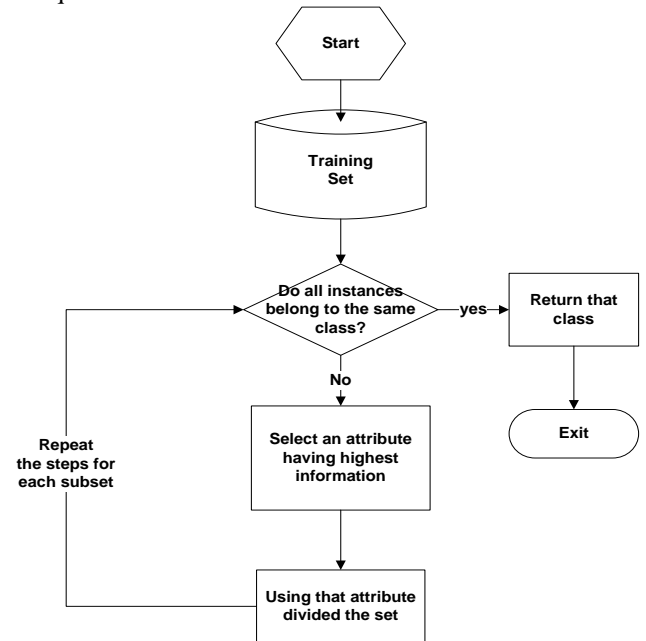 Start
Training
Set
Do all instances
belong to the same
class?
yes
Return that
class
No
Exit
Select an attribute
having highest
information
Repeat
the steps for
each subset
Using that attribute
divided the set